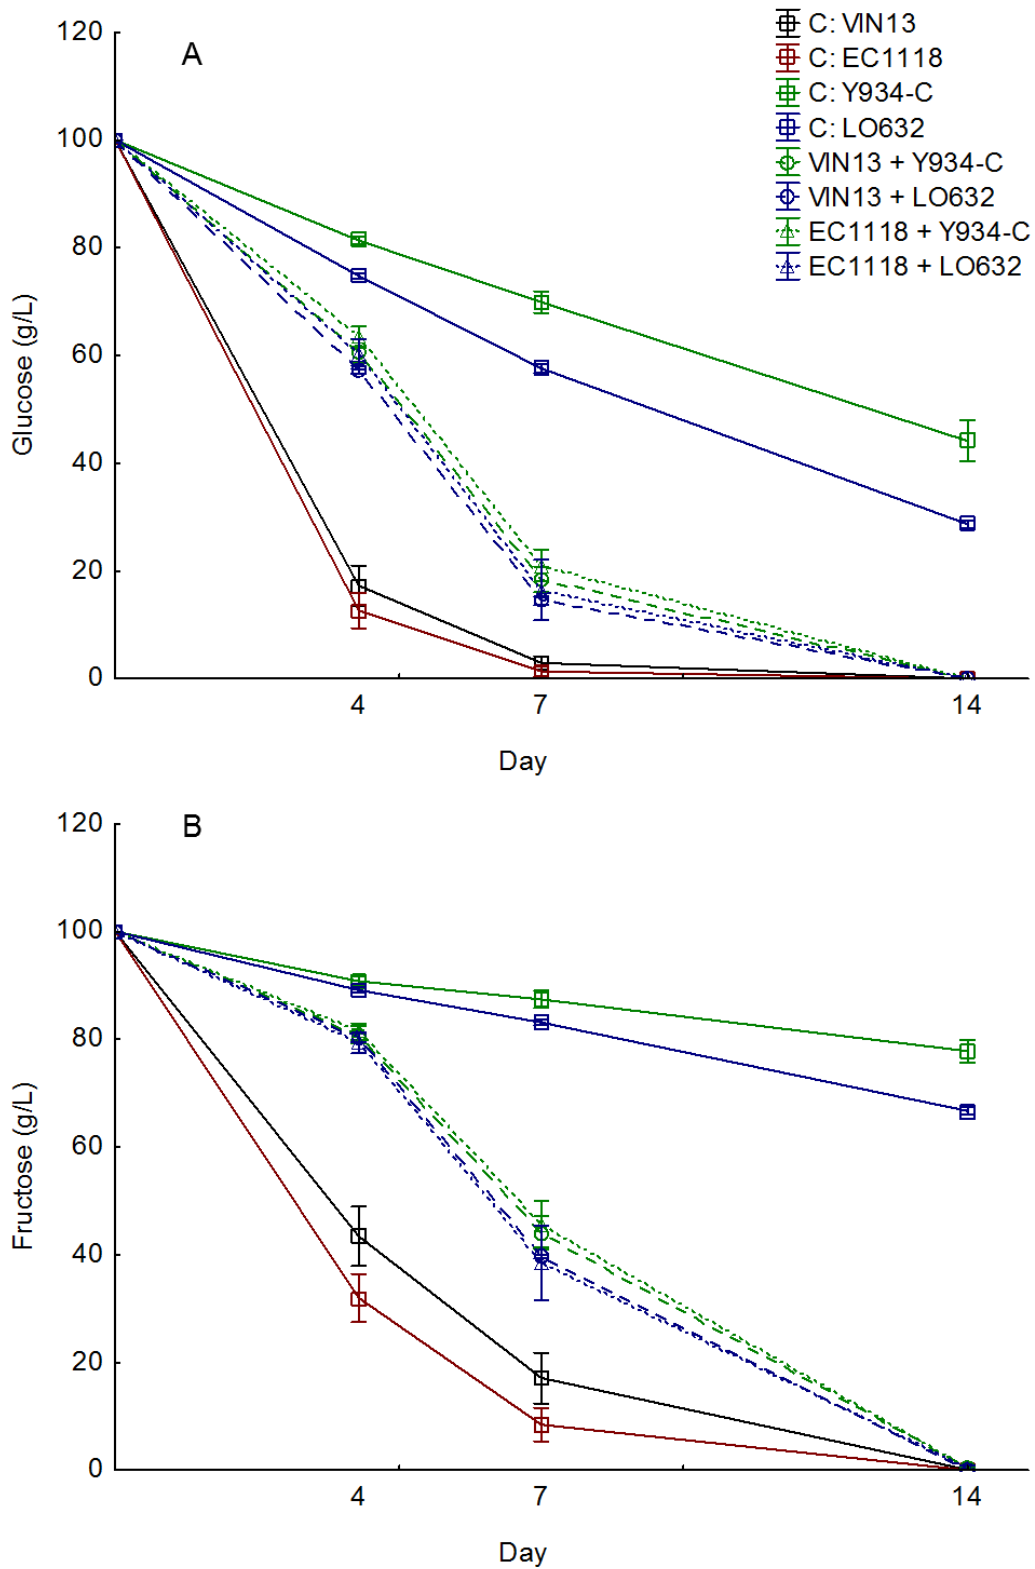 A
C: VIN13
C: EC1118
C: Y934-C
C: LO632
VIN13 + Y934-C
VIN13 + LO632
EC1118 + Y934-C
EC1118 + LO632
120
100
80
60
40
20
0
Glucose (g/L)
4 7 14
Day
B
120
100
80
60
40
20
0
Fructose (g/L)
4 7 14
Day